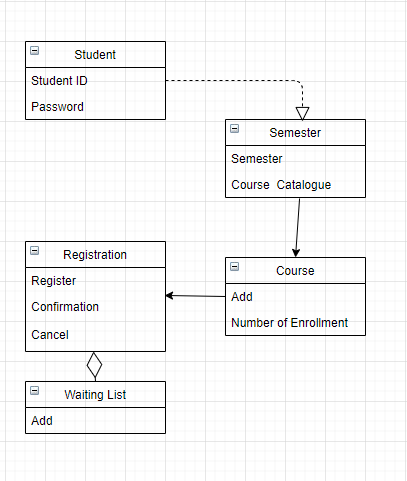 Student
Student ID
Password
Semester
Semester
Course Catalogue
Registration
Register
Confirmation
Cancel
Course
Add
Number of Enrollment
Waiting List
Add